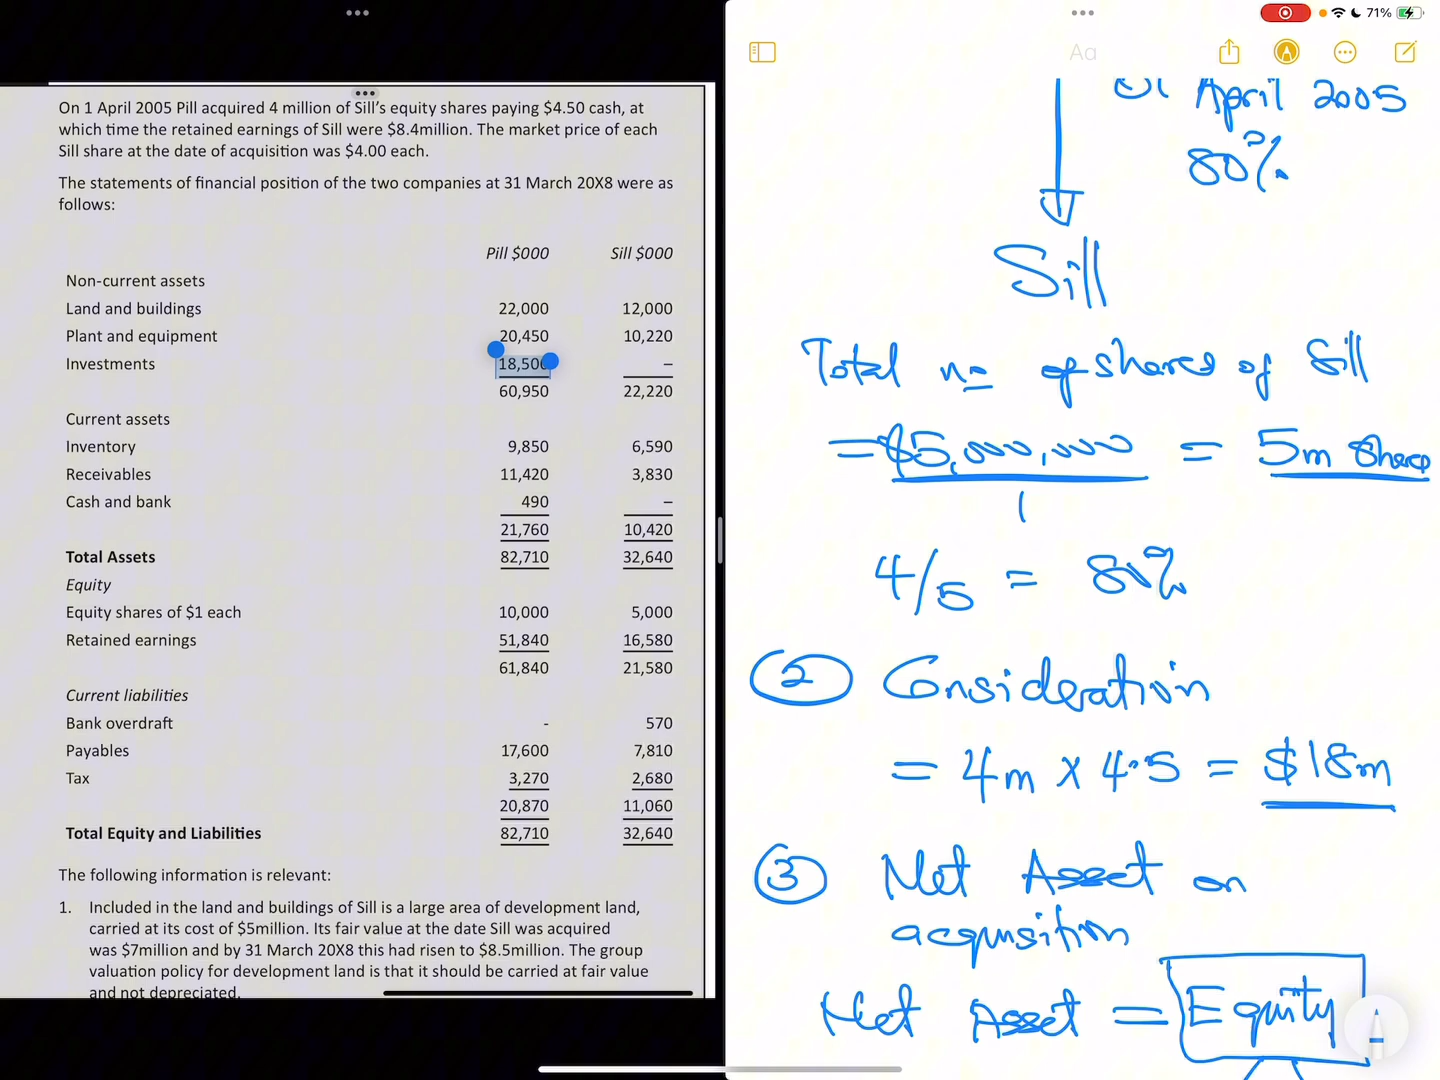 71%
Aa
On 1 April 2005 Pill acquired 4 million of Sill's equity shares paying $4.50 cash, at
which time the retained earnings of Sill were $8.4million. The market price of each
Sill share at the date of acquisition was $4.00 each.
The statements of financial position of the two companies at 31 March 20X8 were as
follows:
Pill $000 Sill $000
Non-current assets
Land and buildings 22,000 12,000
Plant and equipment 20,450 10,220
Investments 18,500 –
60,950 22,220
Current assets
Inventory 9,850 6,590
Receivables 11,420 3,830
Cash and bank 490 –
21,760 10,420
Total Assets 82,710 32,640
Equity
Equity shares of $1 each 10,000 5,000
Retained earnings 51,840 16,580
61,840 21,580
Current liabilities
Bank overdraft - 570
Payables 17,600 7,810
Tax 3,270 2,680
20,870 11,060
Total Equity and Liabilities 82,710 32,640
The following information is relevant:
1. Included in the land and buildings of Sill is a large area of development land,
carried at its cost of $5million. Its fair value at the date Sill was acquired
was $7million and by 31 March 20X8 this had risen to $8.5million. The group
valuation policy for development land is that it should be carried at fair value
and not depreciated.
April 2005
80%
Sill
Total no of shares of Sill
= $5,000,000 = 5m Share
1
4/5 = 80%
2 Consideration
= 4m x 4.5 = $18m
3 Net Asset on
acquisition
Net Asset = Equity